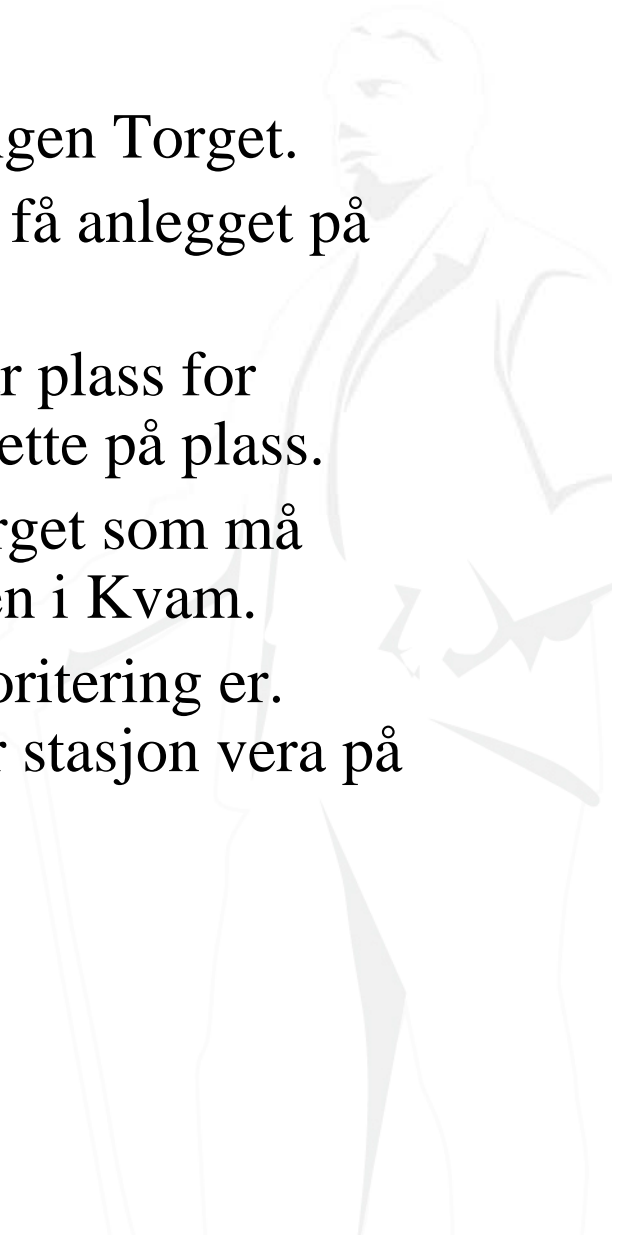 gen Torget.
få anlegget på
r plass for
ette på plass.
rget som må
en i Kvam.
oritering er.
r stasjon vera på